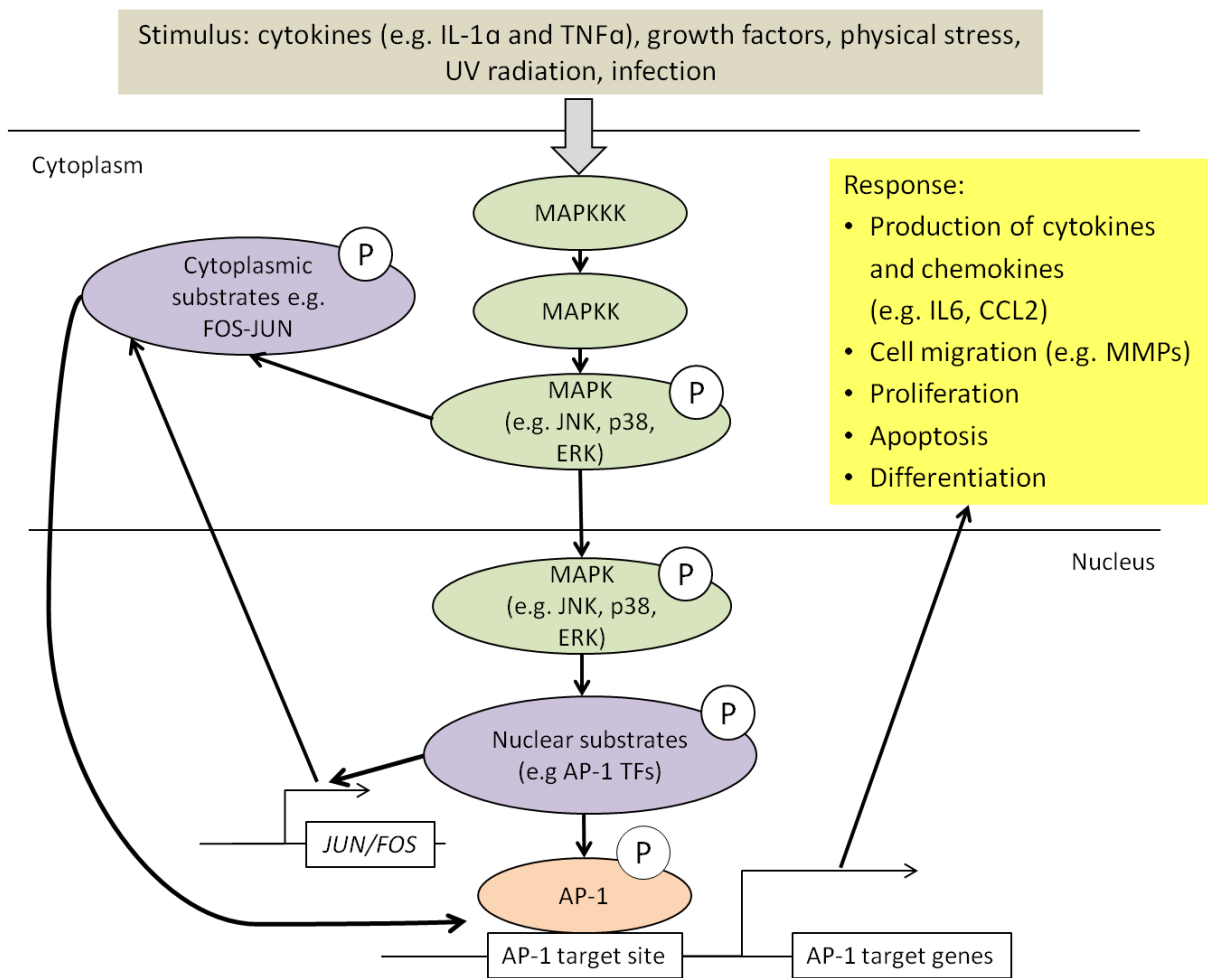 Stimulus: cytokines (e.g. IL-1α and TNFα), growth factors, physical stress,
UV radiation, infection
Cytoplasm
MAPKKK
Response:
• Production of cytokines
and chemokines
(e.g. IL6, CCL2)
• Cell migration (e.g. MMPs)
• Proliferation
• Apoptosis
• Differentiation
P
Cytoplasmic
substrates e.g.
FOS-JUN
MAPKK
P
MAPK
(e.g. JNK, p38,
ERK)
Nucleus
P
MAPK
(e.g. JNK, p38,
ERK)
P
Nuclear substrates
(e.g AP-1 TFs)
JUN/FOS
P
AP-1
AP-1 target site
AP-1 target genes